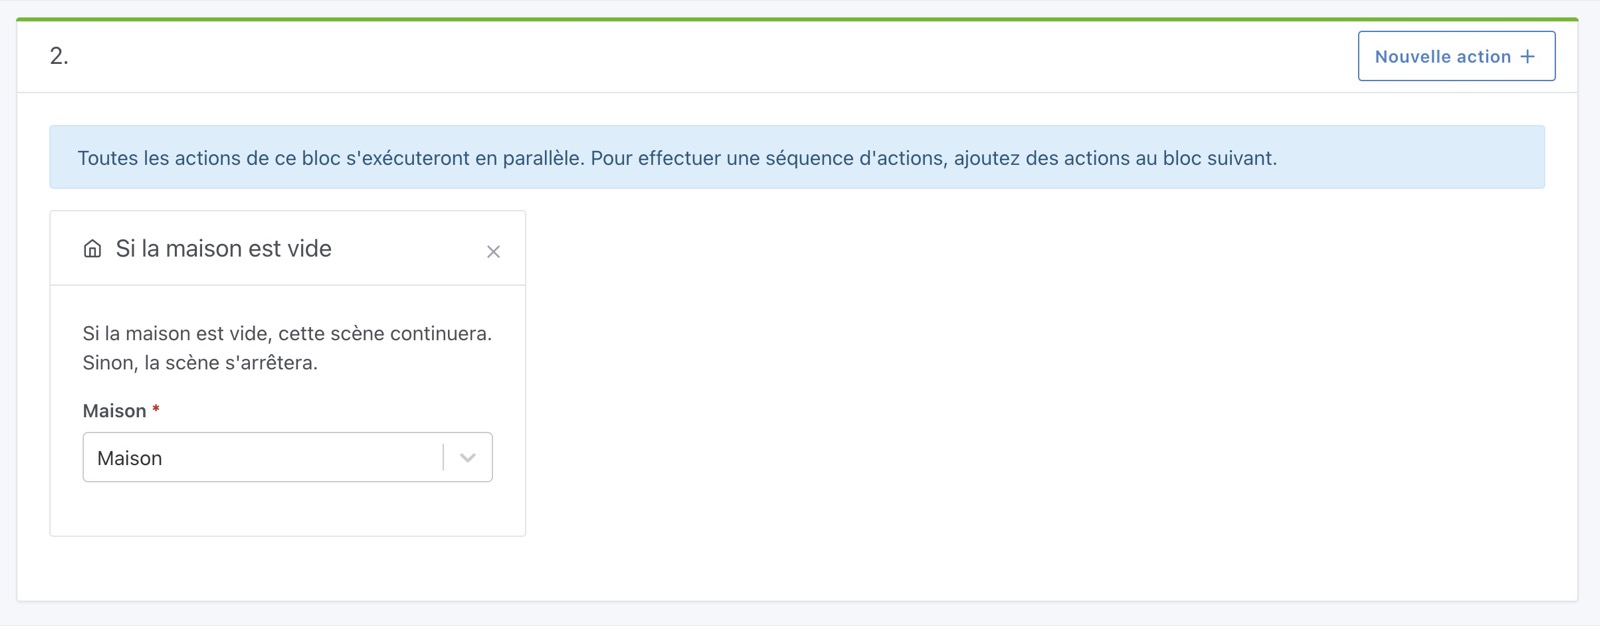 2.
Nouvelle action +
Toutes les actions de ce bloc s'exécuteront en parallèle. Pour effectuer une séquence d'actions, ajoutez des actions au bloc suivant.
Si la maison est vide
Si la maison est vide, cette scène continuera.
Sinon, la scène s'arrêtera.
Maison *
Maison